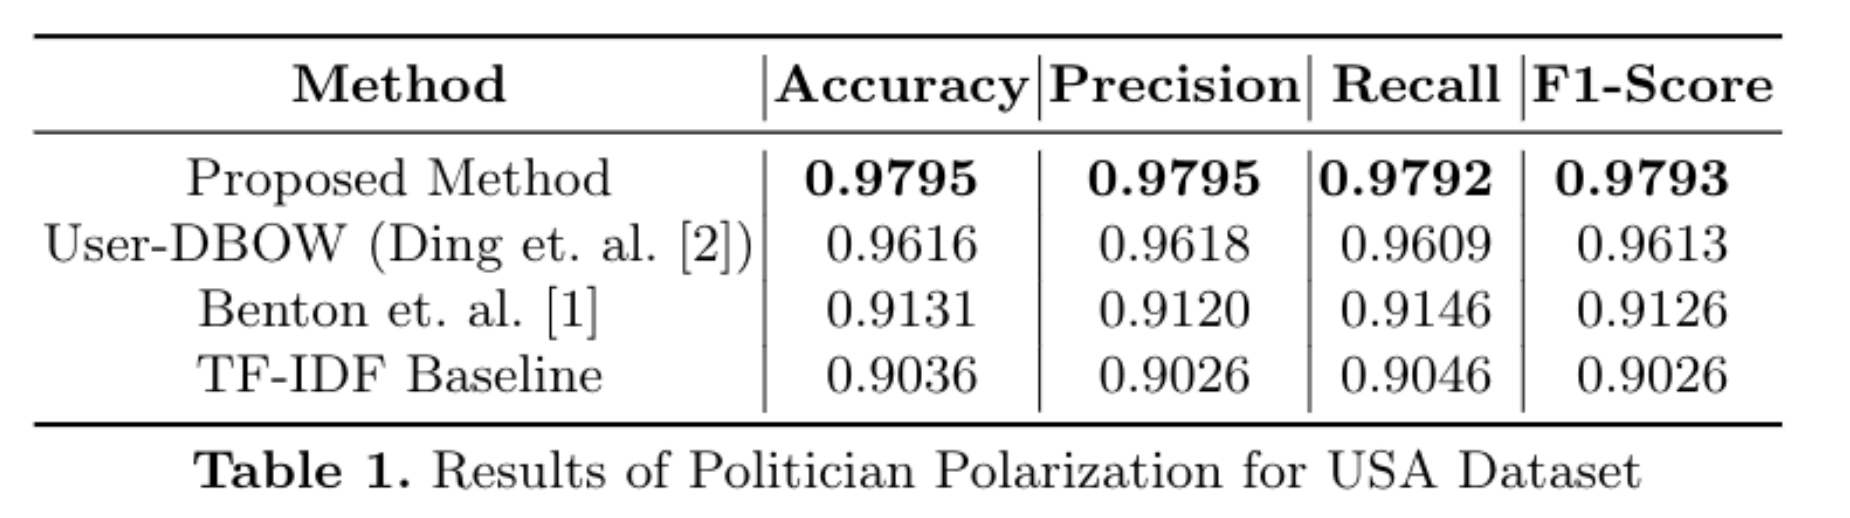 Method Accuracy Precision Recall F1-Score
Proposed Method 0.9795 0.9795 0.9792 0.9793
User-DBOW (Ding et. al. [2]) 0.9616 0.9618 0.9609 0.9613
Benton et. al. [1] 0.9131 0.9120 0.9146 0.9126
TF-IDF Baseline 0.9036 0.9026 0.9046 0.9026
Table 1. Results of Politician Polarization for USA Dataset